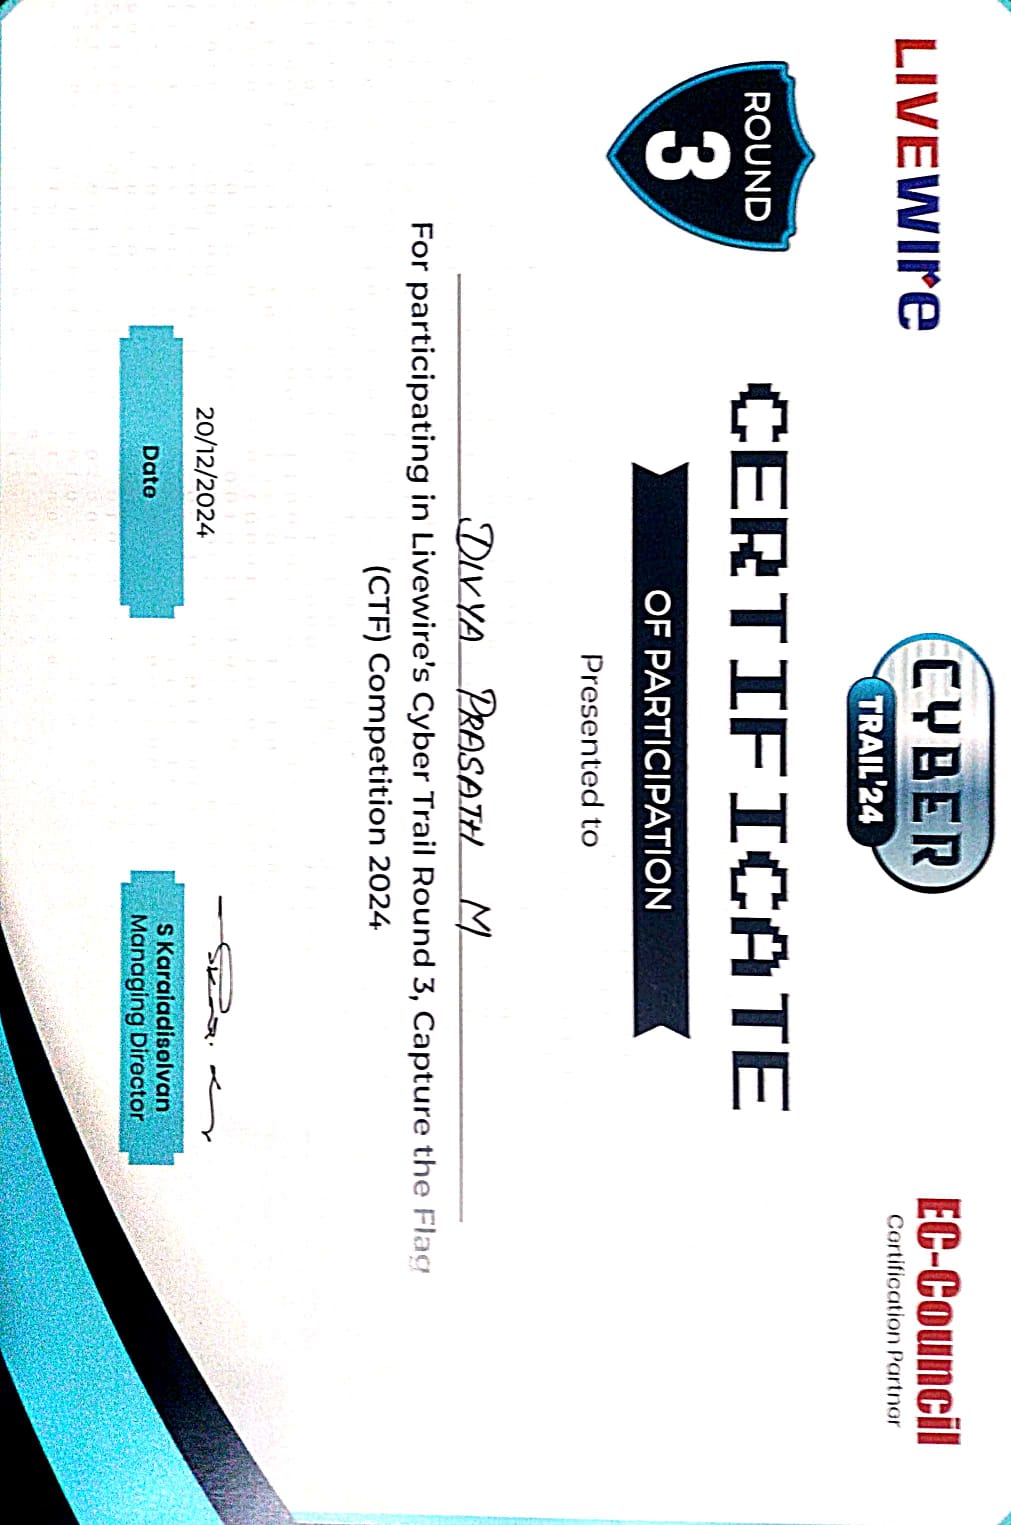 LIVEWIRE
CYBER
TRAIL'24
EC-Council
Certification Partner
ROUND
3
CERTIFICATE
OF PARTICIPATION
Presented to
DIVYA PRASATH M
For participating in Livewire's Cyber Trail Round 3, Capture the Flag
(CTF) Competition 2024
20/12/2024
Date
S Karaiadiselvan
Managing Director